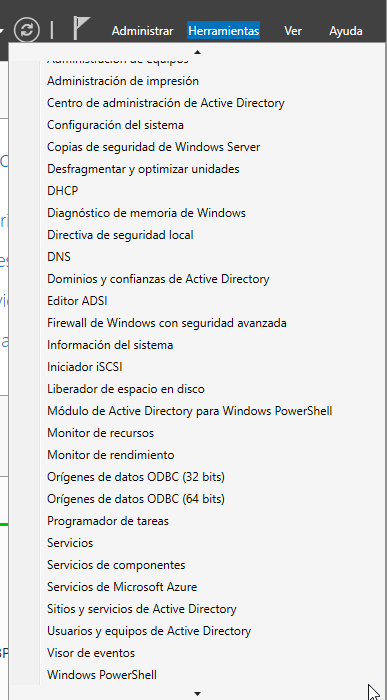 Administrar Herramientas Ver Ayuda
Administración de equipos
Administración de impresión
Centro de administración de Active Directory
Configuración del sistema
Copias de seguridad de Windows Server
Desfragmentar y optimizar unidades
DHCP
Diagnóstico de memoria de Windows
Directiva de seguridad local
DNS
Dominios y confianzas de Active Directory
Editor ADSI
Firewall de Windows con seguridad avanzada
Información del sistema
Iniciador iSCSI
Liberador de espacio en disco
Módulo de Active Directory para Windows PowerShell
Monitor de recursos
Monitor de rendimiento
Orígenes de datos ODBC (32 bits)
Orígenes de datos ODBC (64 bits)
Programador de tareas
Servicios
Servicios de componentes
Servicios de Microsoft Azure
Sitios y servicios de Active Directory
Usuarios y equipos de Active Directory
Visor de eventos
Windows PowerShell